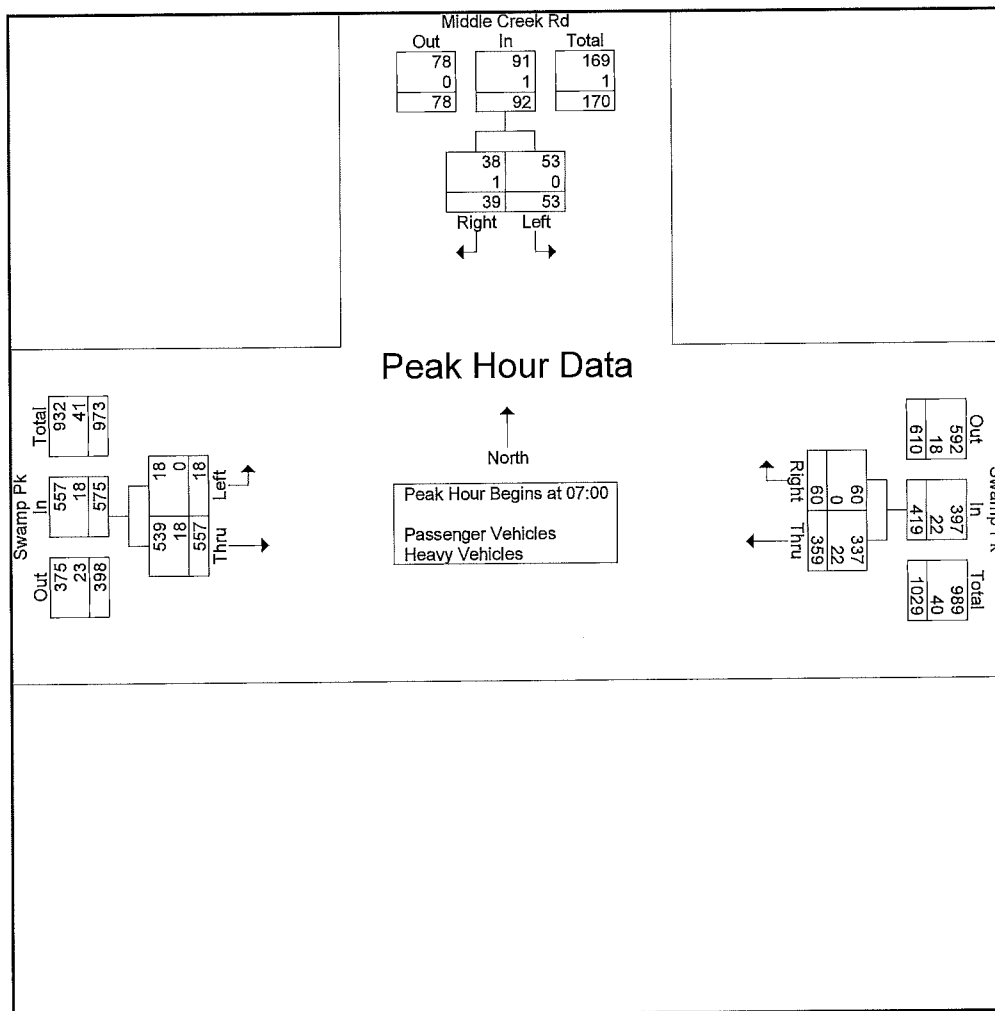 Middle Creek Rd
Out In Total
78 91 169
0 1 1
78 92 170
38 53
1 0
39 53
Right Left
Peak Hour Data
North
Peak Hour Begins at 07:00
Passenger Vehicles
Heavy Vehicles
Swamp Pk
Out In Total
375 557 932
23 18 41
398 575 973
18 539
0 18
18 557
Left Thru
Swamp Pk
Out In Total
592 397 989
18 22 40
610 419 1029
60 337
0 22
60 359
Right Thru